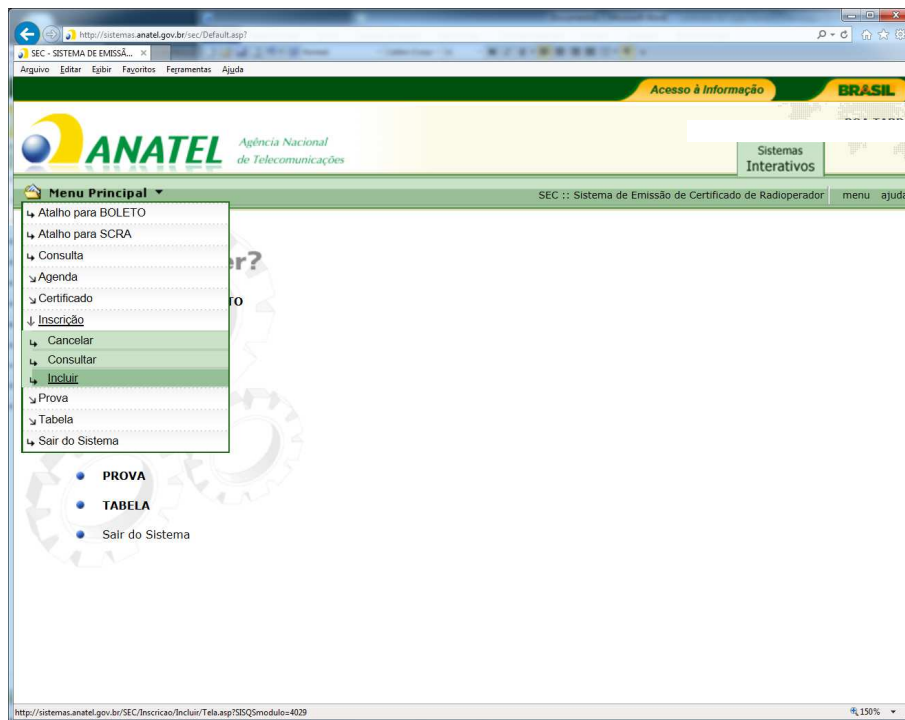 http://sistemas.anatel.gov.br/sec/Default.asp?
SEC - SISTEMA DE EMISSÃ...
Arquivo Editar Exibir Favoritos Ferramentas Ajuda
Acesso à Informação
BRASIL
ANATEL
Agência Nacional
de Telecomunicações
Sistemas
Interativos
Menu Principal
SEC :: Sistema de Emissão de Certificado de Radioperador menu ajuda
Atalho para BOLETO
Atalho para SCRA
Consulta
er?
Agenda
Certificado
TO
Inscrição
Cancelar
Consultar
Incluir
Prova
Tabela
Sair do Sistema
PROVA
TABELA
Sair do Sistema
http://sistemas.anatel.gov.br/SEC/Inscricao/Incluir/Tela.asp?SISQSmodulo=4029
150%